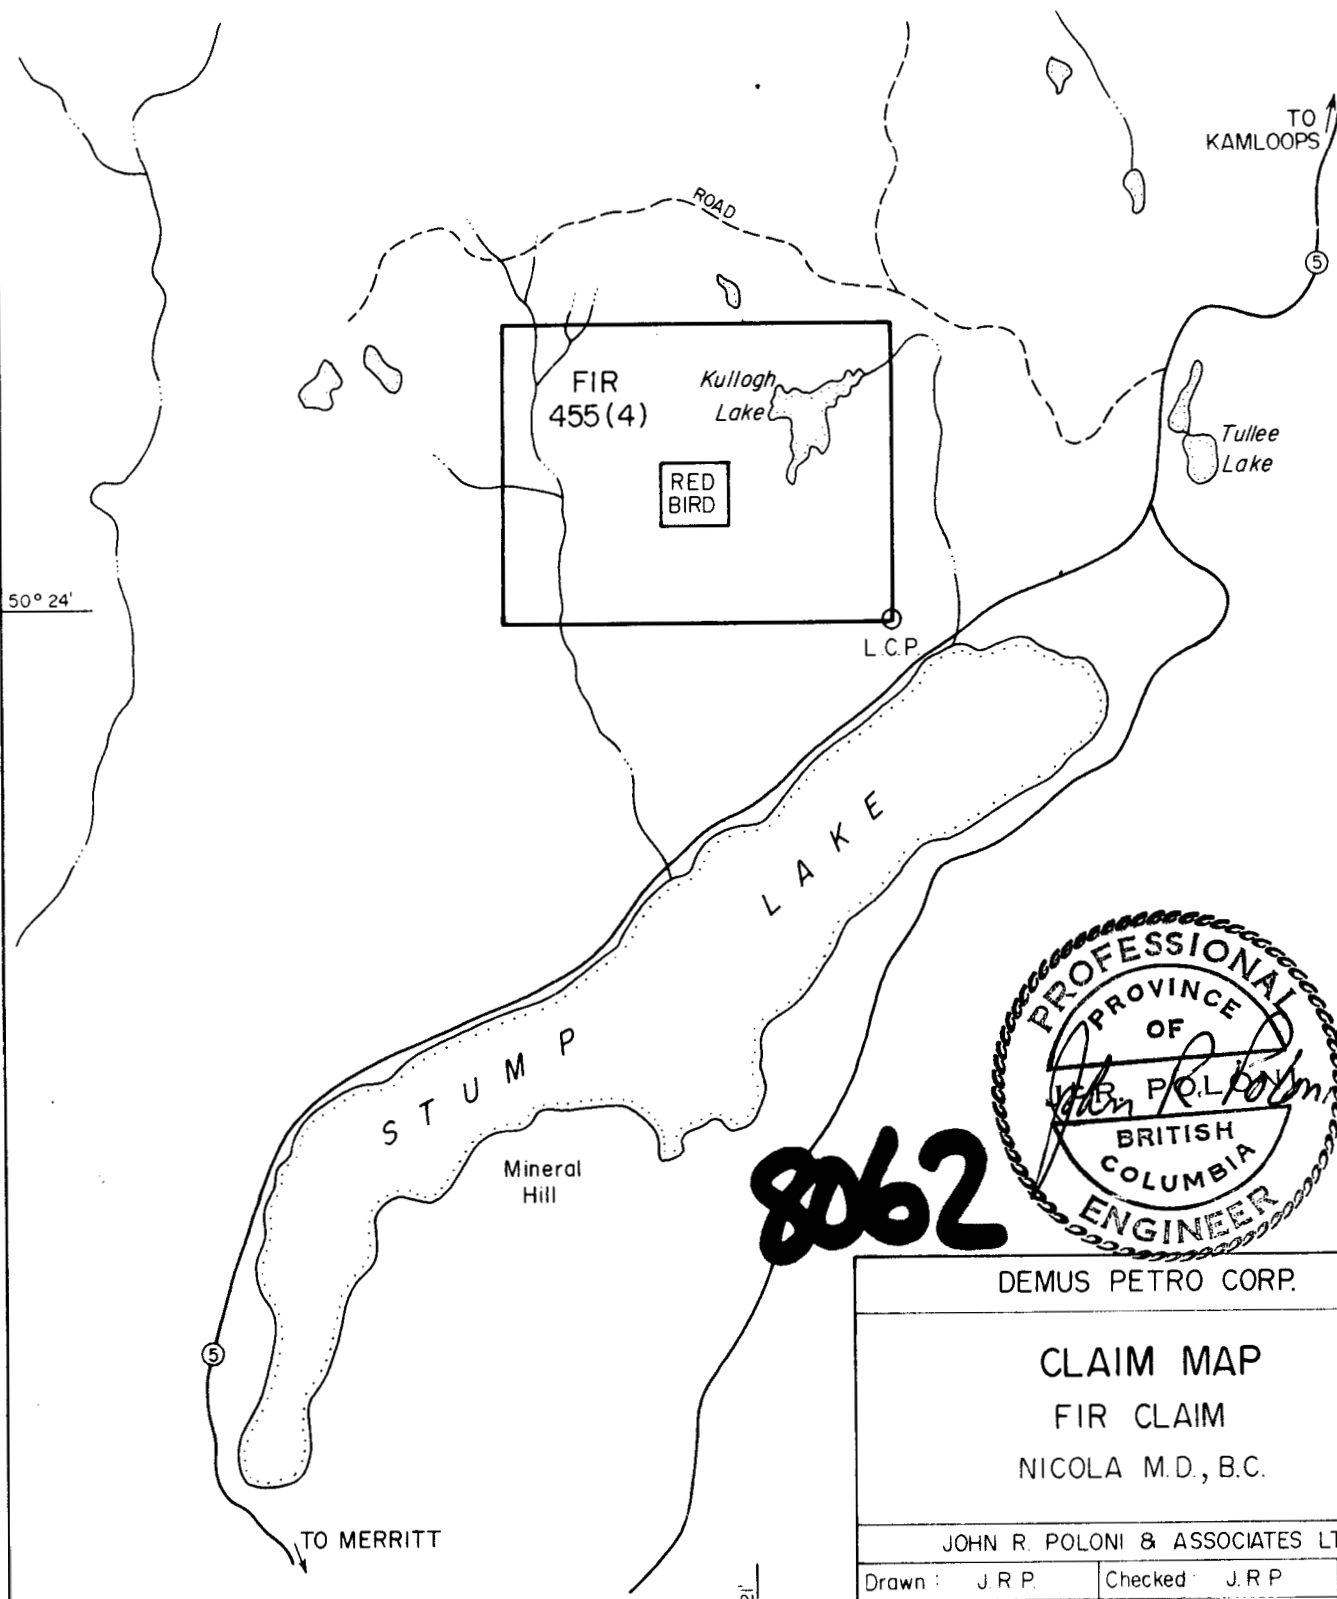 TO
KAMLOOPS
ROAD
5
FIR
455(4)
Kullogh
Lake
RED
BIRD
Tullee
Lake
50° 24'
L.C.P.
STUMP LAKE
Mineral
Hill
8062
PROFESSIONAL
PROVINCE
OF
J. R. POLONI
BRITISH
COLUMBIA
ENGINEER
5
TO MERRITT
DEMUS PETRO CORP.
CLAIM MAP
FIR CLAIM
NICOLA M.D., B.C.
JOHN R. POLONI & ASSOCIATES
Drawn : J. R. P. Checked : J. R. P.